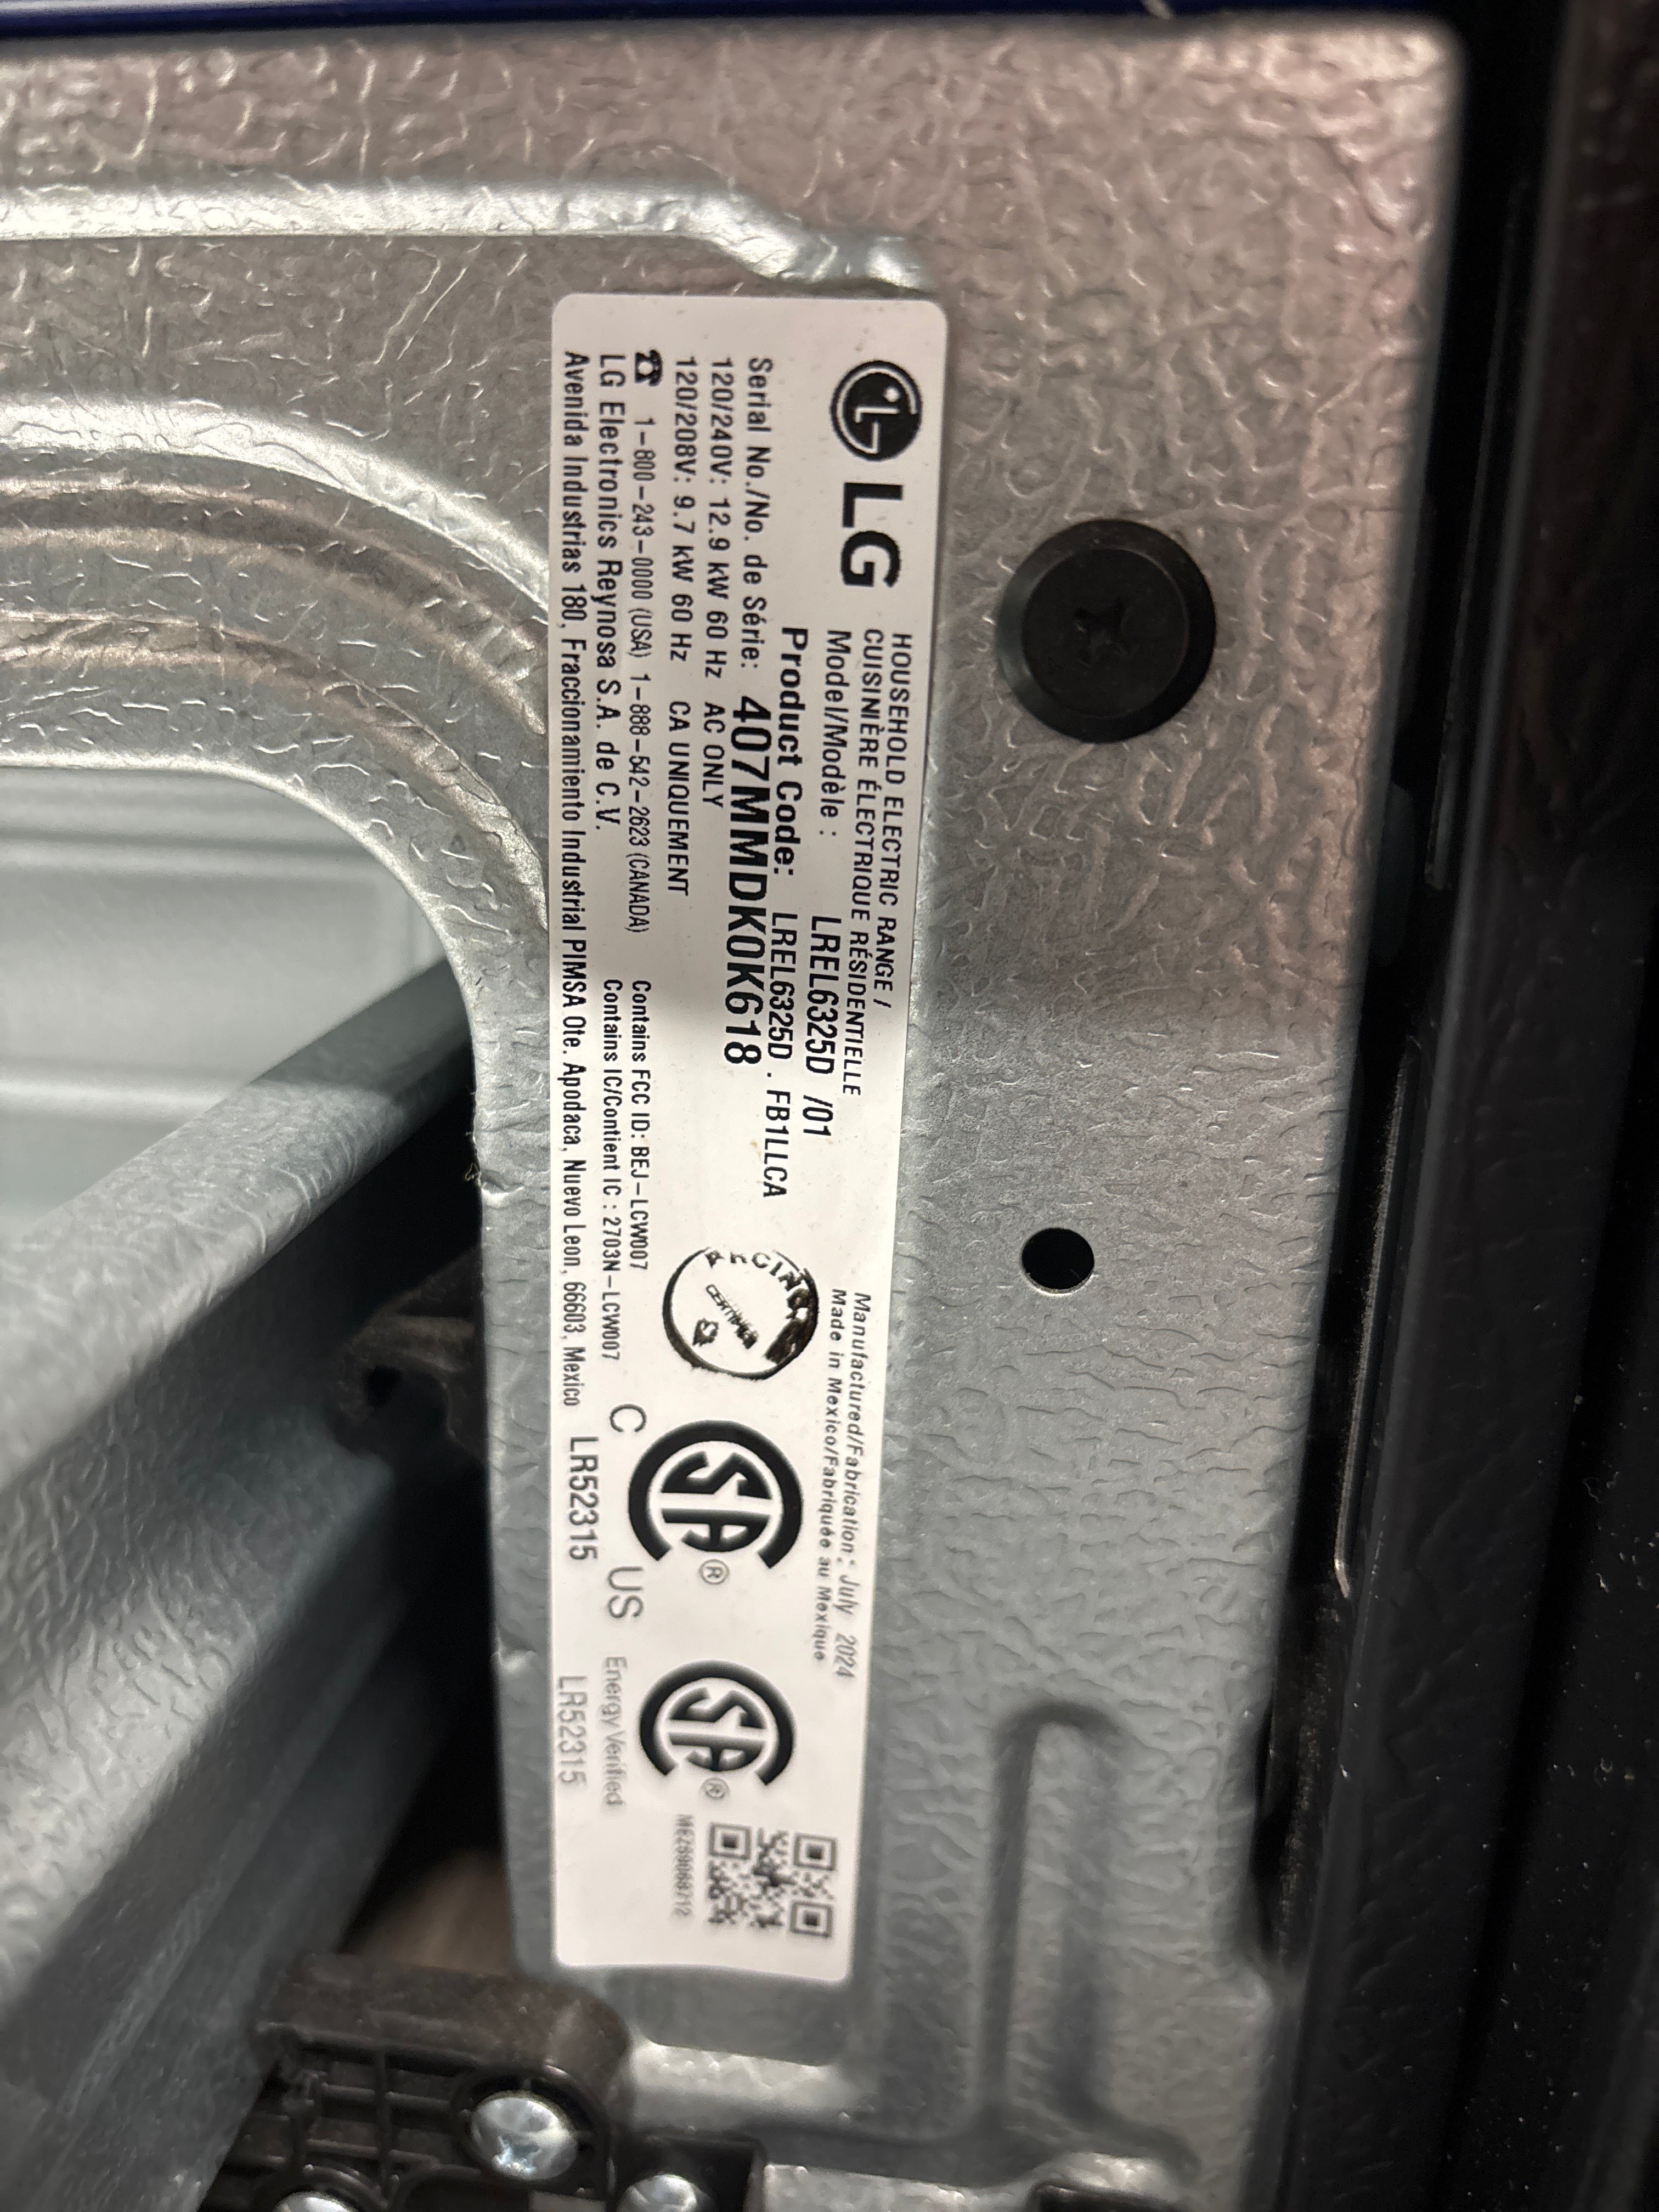 LG
HOUSEHOLD ELECTRIC RANGE /
CUISINIÈRE ÉLECTRIQUE RÉSIDENTIELLE
Model/Modèle : LREL6325D /01
Product Code: LREL6325D . FB1LLCA
Serial No./No. de Série: 407MMDK0K618
120/240V: 12.9 kW 60 Hz AC ONLY
120/208V: 9.7 kW 60 Hz CA UNIQUEMENT
☎ 1-800-243-0000 (USA) 1-888-542-2623 (CANADA)
LG Electronics Reynosa S.A. de C.V.
Avenida Industrias 180, Fraccionamiento Industrial PIMSA Ote. Apodaca, Nuevo Leon, 66603, Mexico
Contains FCC ID: BEJ-LCW007
Contains IC/Contient IC : 2703N-LCW007
Manufactured/Fabrication : July 2024
Made in Mexico/Fabriquée au Mexique
SA®
C US
LR52315
SA®
Energy Verified
LR52315